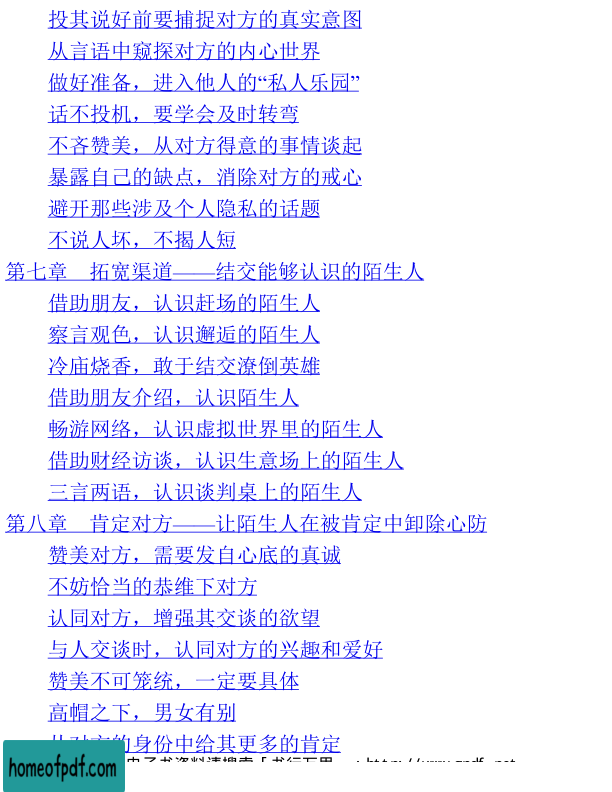 投其说好前要捕捉对方的真实意图
从言语中窥探对方的内心世界
做好准备，进入他人的“私人乐园”
话不投机，要学会及时转弯
不吝赞美，从对方得意的事情谈起
暴露自己的缺点，消除对方的戒心
避开那些涉及个人隐私的话题
不说人坏，不揭人短
第七章　拓宽渠道——结交能够认识的陌生人
借助朋友，认识赶场的陌生人
察言观色，认识邂逅的陌生人
冷庙烧香，敢于结交潦倒英雄
借助朋友介绍，认识陌生人
畅游网络，认识虚拟世界里的陌生人
借助财经访谈，认识生意场上的陌生人
三言两语，认识谈判桌上的陌生人
第八章　肯定对方——让陌生人在被肯定中卸除心防
赞美对方，需要发自心底的真诚
不妨恰当的恭维下对方
认同对方，增强其交谈的欲望
与人交谈时，认同对方的兴趣和爱好
赞美不可笼统，一定要具体
高帽之下，男女有别
从对方的身份中给其更多的肯定
homeofpdf.com